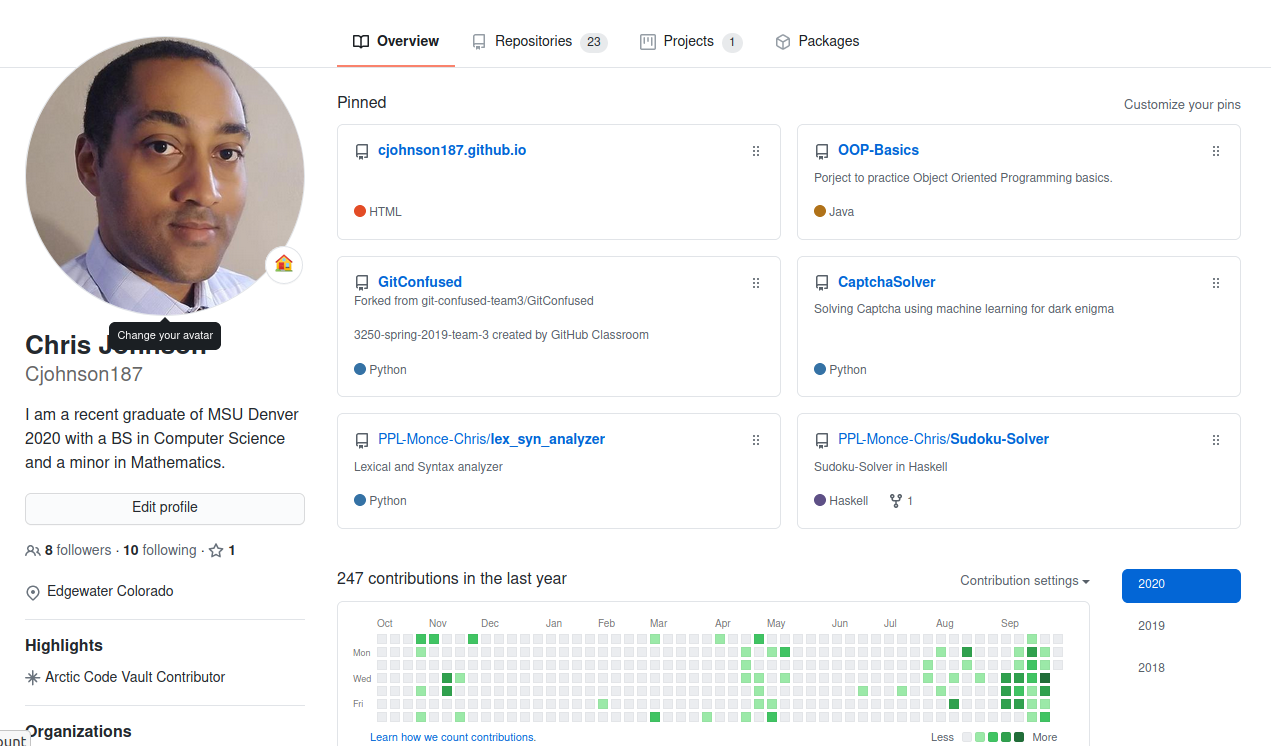 Overview
Repositories 23
Projects 1
Packages
Change your avatar
Chris
Cjohnson187
I am a recent graduate of MSU Denver
2020 with a BS in Computer Science
and a minor in Mathematics.
Edit profile
8 followers · 10 following · 1
Edgewater Colorado
Highlights
Arctic Code Vault Contributor
Organizations
Pinned
Customize your pins
cjohnson187.github.io
HTML
OOP-Basics
Porject to practice Object Oriented Programming basics.
Java
GitConfused
Forked from git-confused-team3/GitConfused
3250-spring-2019-team-3 created by GitHub Classroom
Python
CaptchaSolver
Solving Captcha using machine learning for dark enigma
Python
PPL-Monce-Chris/lex_syn_analyzer
Lexical and Syntax analyzer
Python
PPL-Monce-Chris/Sudoku-Solver
Sudoku-Solver in Haskell
Haskell 1
247 contributions in the last year
Contribution settings
2020
2019
2018
Oct Nov Dec Jan Feb Mar Apr May Jun Jul Aug Sep
Mon
Wed
Fri
Learn how we count contributions.
Less More